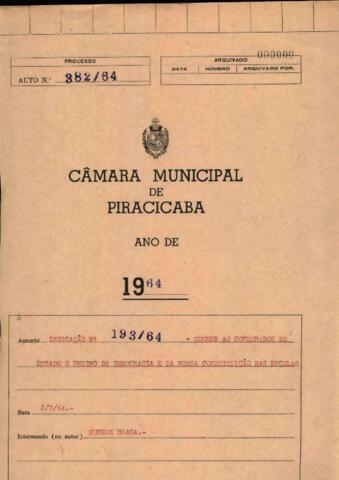 000000
PROCESSO
AUTO N.º 382/64
ARQUIVADO
DATA NÚMERO ARQUIVADO POR:
CÂMARA MUNICIPAL
DE
PIRACICABA
ANO DE
1964
Assunto INDICAÇÃO Nº 193/64 - AO GOVERNADOR DO
ESTADO O ENSINO DA DEMOCRACIA E DA NOSSA CONSTITUIÇÃO NAS ESCOLAS
Data 2/7/64.-
Interessado (ou autor) BRAGA.-